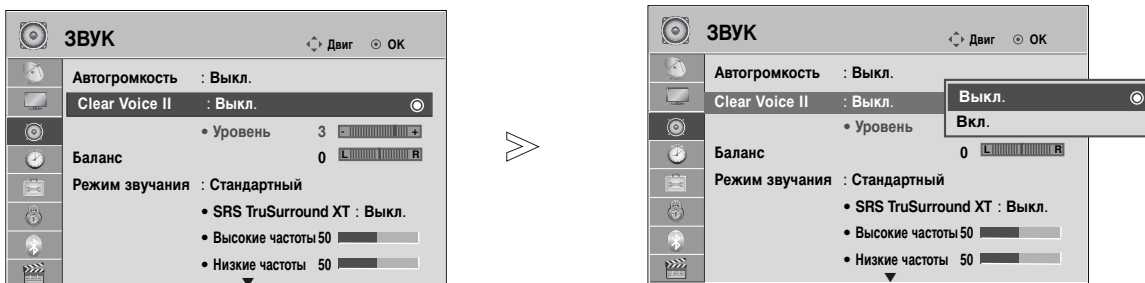 ЗВУК Двиг OK
Автогромкость : Выкл.
Clear Voice II : Выкл.
• Уровень 3 - +
Баланс 0 L R
Режим звучания : Стандартный
• SRS TruSurround XT : Выкл.
• Высокие частоты 50
• Низкие частоты 50
ЗВУК Двиг OK
Автогромкость : Выкл.
Clear Voice II : Выкл.
Выкл.
Вкл.
• Уровень
Баланс 0 L R
Режим звучания : Стандартный
• SRS TruSurround XT : Выкл.
• Высокие частоты 50
• Низкие частоты 50